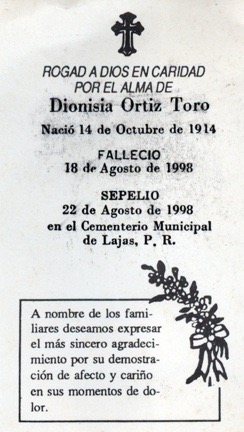 ROGAD A DIOS EN CARIDAD
POR EL ALMA DE
Dionisia Ortiz Toro
Nació 14 de Octubre de 1914
FALLECIO
18 de Agosto de 1998
SEPELIO
22 de Agosto de 1998
en el Cementerio Municipal
de Lajas, P. R.
A nombre de los fami-
liares deseamos expresar
el más sincero agradeci-
miento por su demostra-
ción de afecto y cariño
en sus momentos de do-
lor.